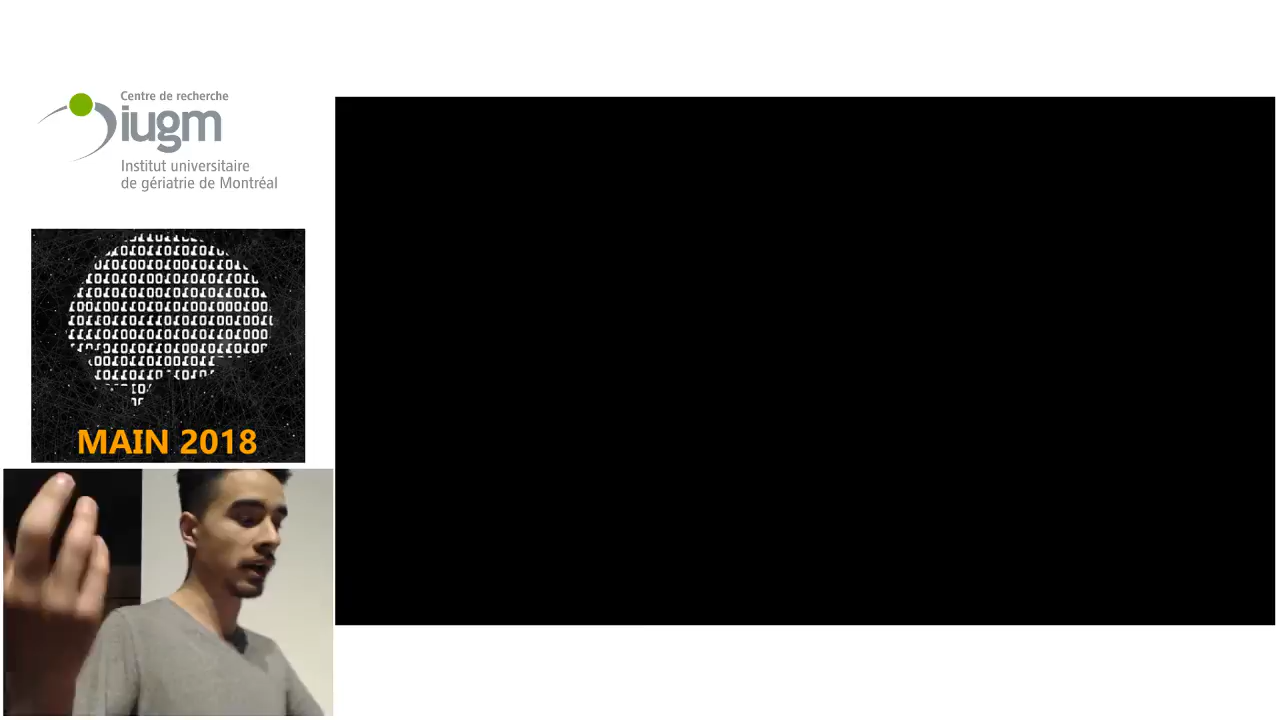 Centre de recherche
iugm
Institut universitaire
de gériatrie de Montréal
MAIN 2018